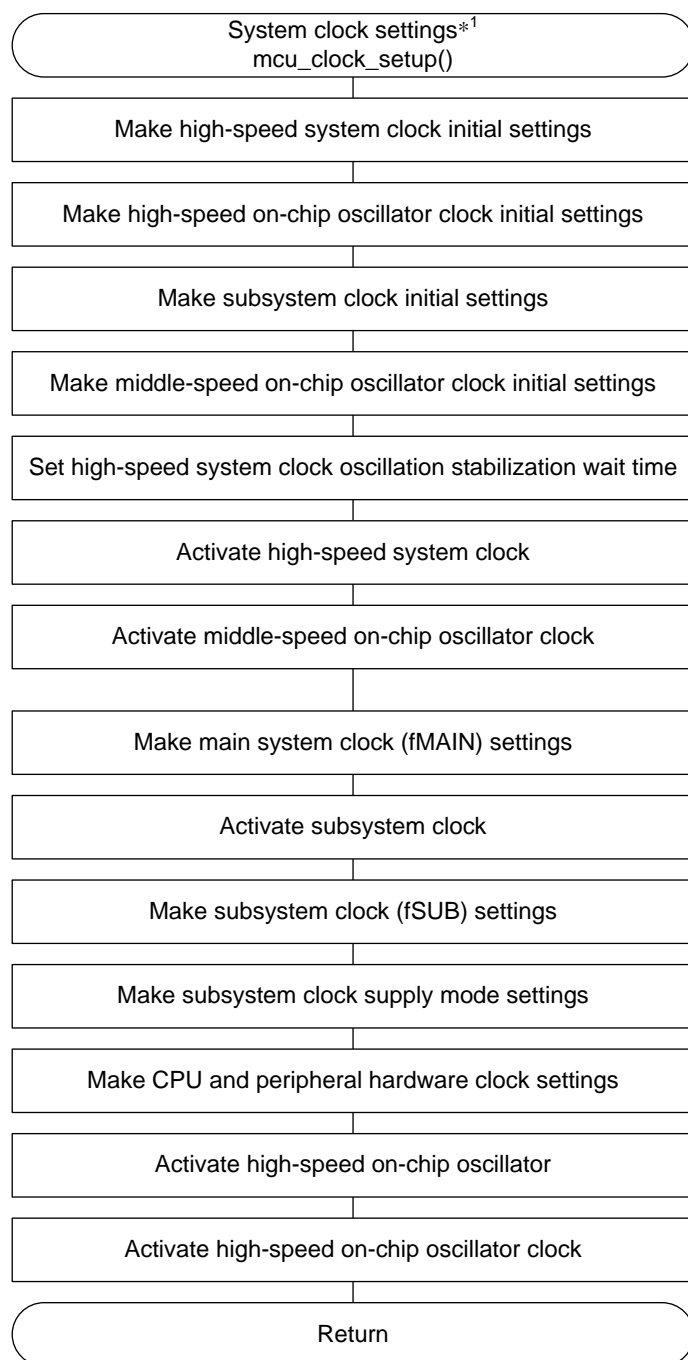 System clock settings*1
mcu_clock_setup()
Make high-speed system clock initial settings
Make high-speed on-chip oscillator clock initial settings
Make subsystem clock initial settings
Make middle-speed on-chip oscillator clock initial settings
Set high-speed system clock oscillation stabilization wait time
Activate high-speed system clock
Activate middle-speed on-chip oscillator clock
Make main system clock (fMAIN) settings
Activate subsystem clock
Make subsystem clock (fSUB) settings
Make subsystem clock supply mode settings
Make CPU and peripheral hardware clock settings
Activate high-speed on-chip oscillator
Activate high-speed on-chip oscillator clock
Return